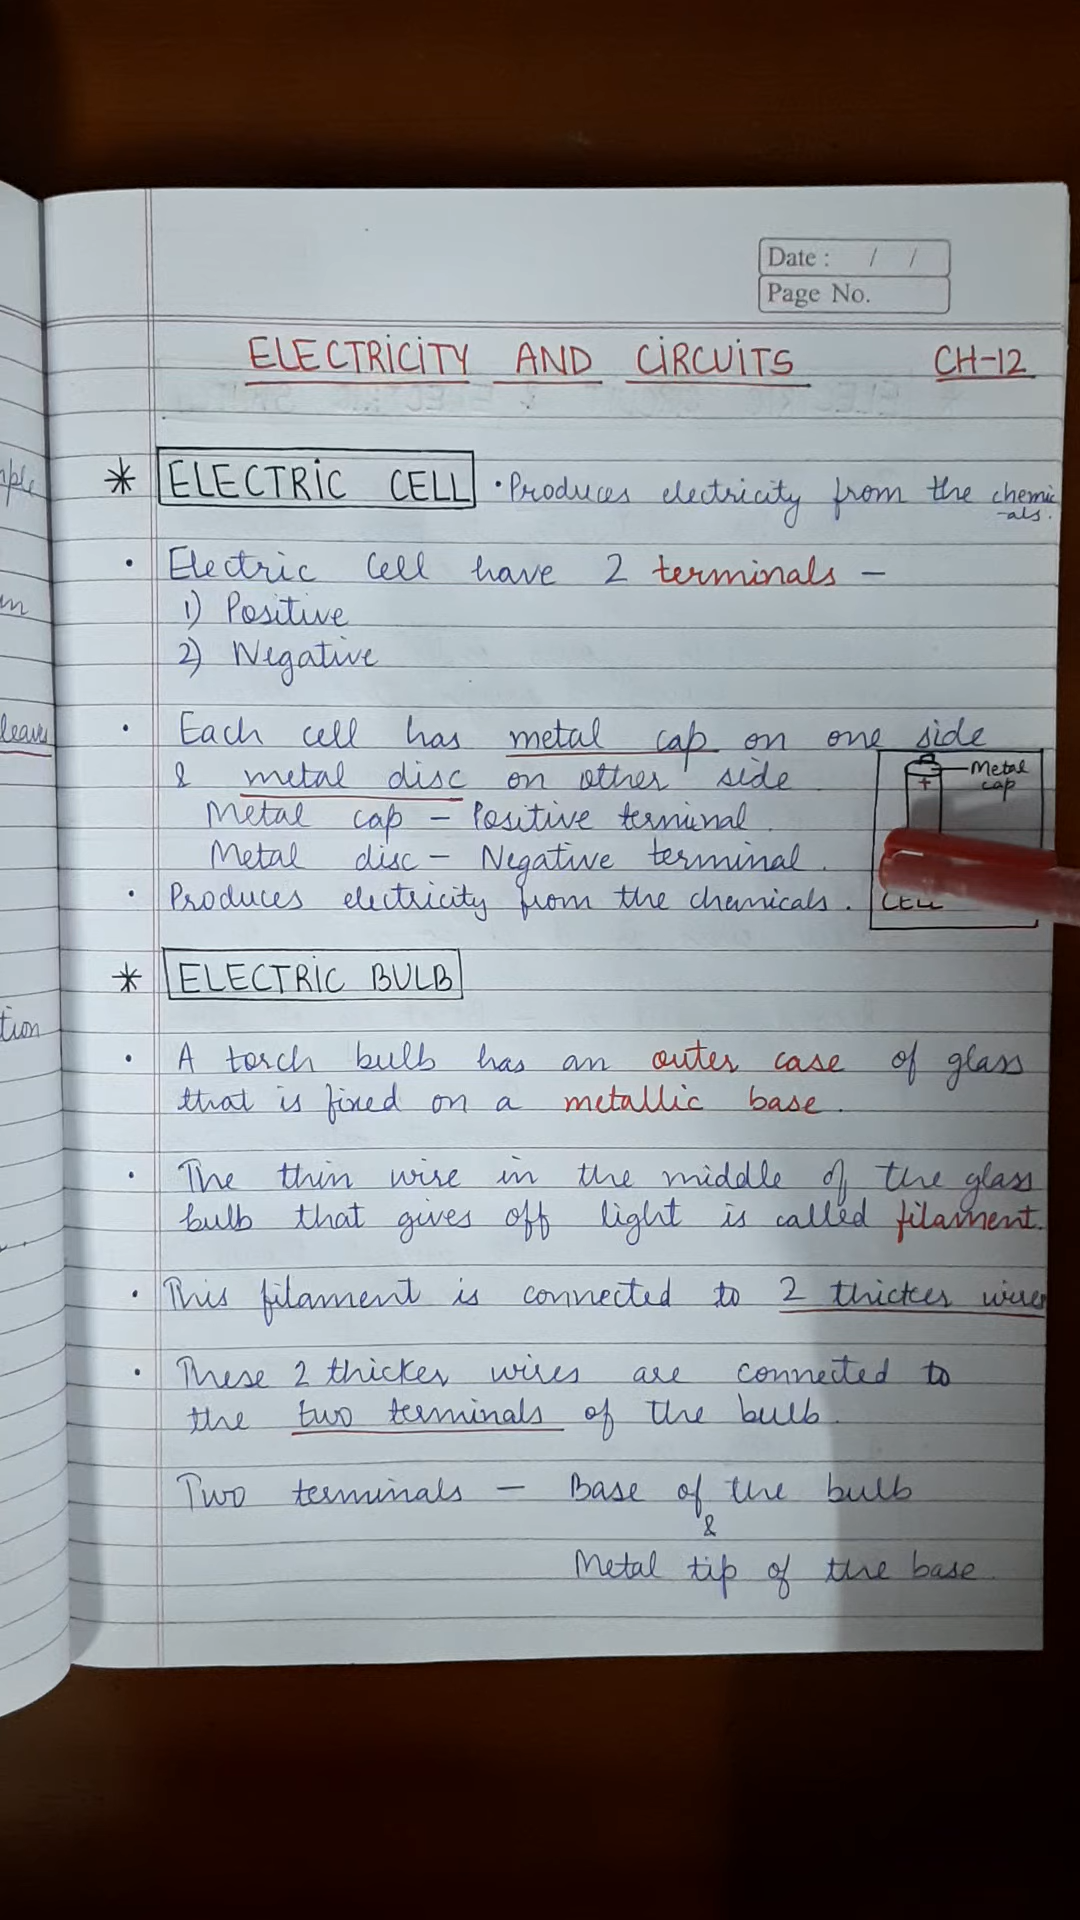 Date : / /
Page No.
ELECTRICITY AND CIRCUITS CH-12
* ELECTRIC CELL • Produces electricity from the chemic
-als.
• Electric Cell have 2 terminals –
1) Positive
2) Negative
• Each cell has metal cap on one side
& metal disc on other side.
Metal cap – Positive terminal.
Metal disc – Negative terminal.
• Produces electricity from the chemicals.
Metal
cap
+
CELL
* ELECTRIC BULB
• A torch bulb has an outer case of glass
that is fixed on a metallic base.
• The thin wire in the middle of the glass
bulb that gives off light is called filament.
• This filament is connected to 2 thicker wires
• These 2 thicker wires are connected to
the two terminals of the bulb.
Two terminals – Base of the bulb
&
Metal tip of the base.
leaves
tion